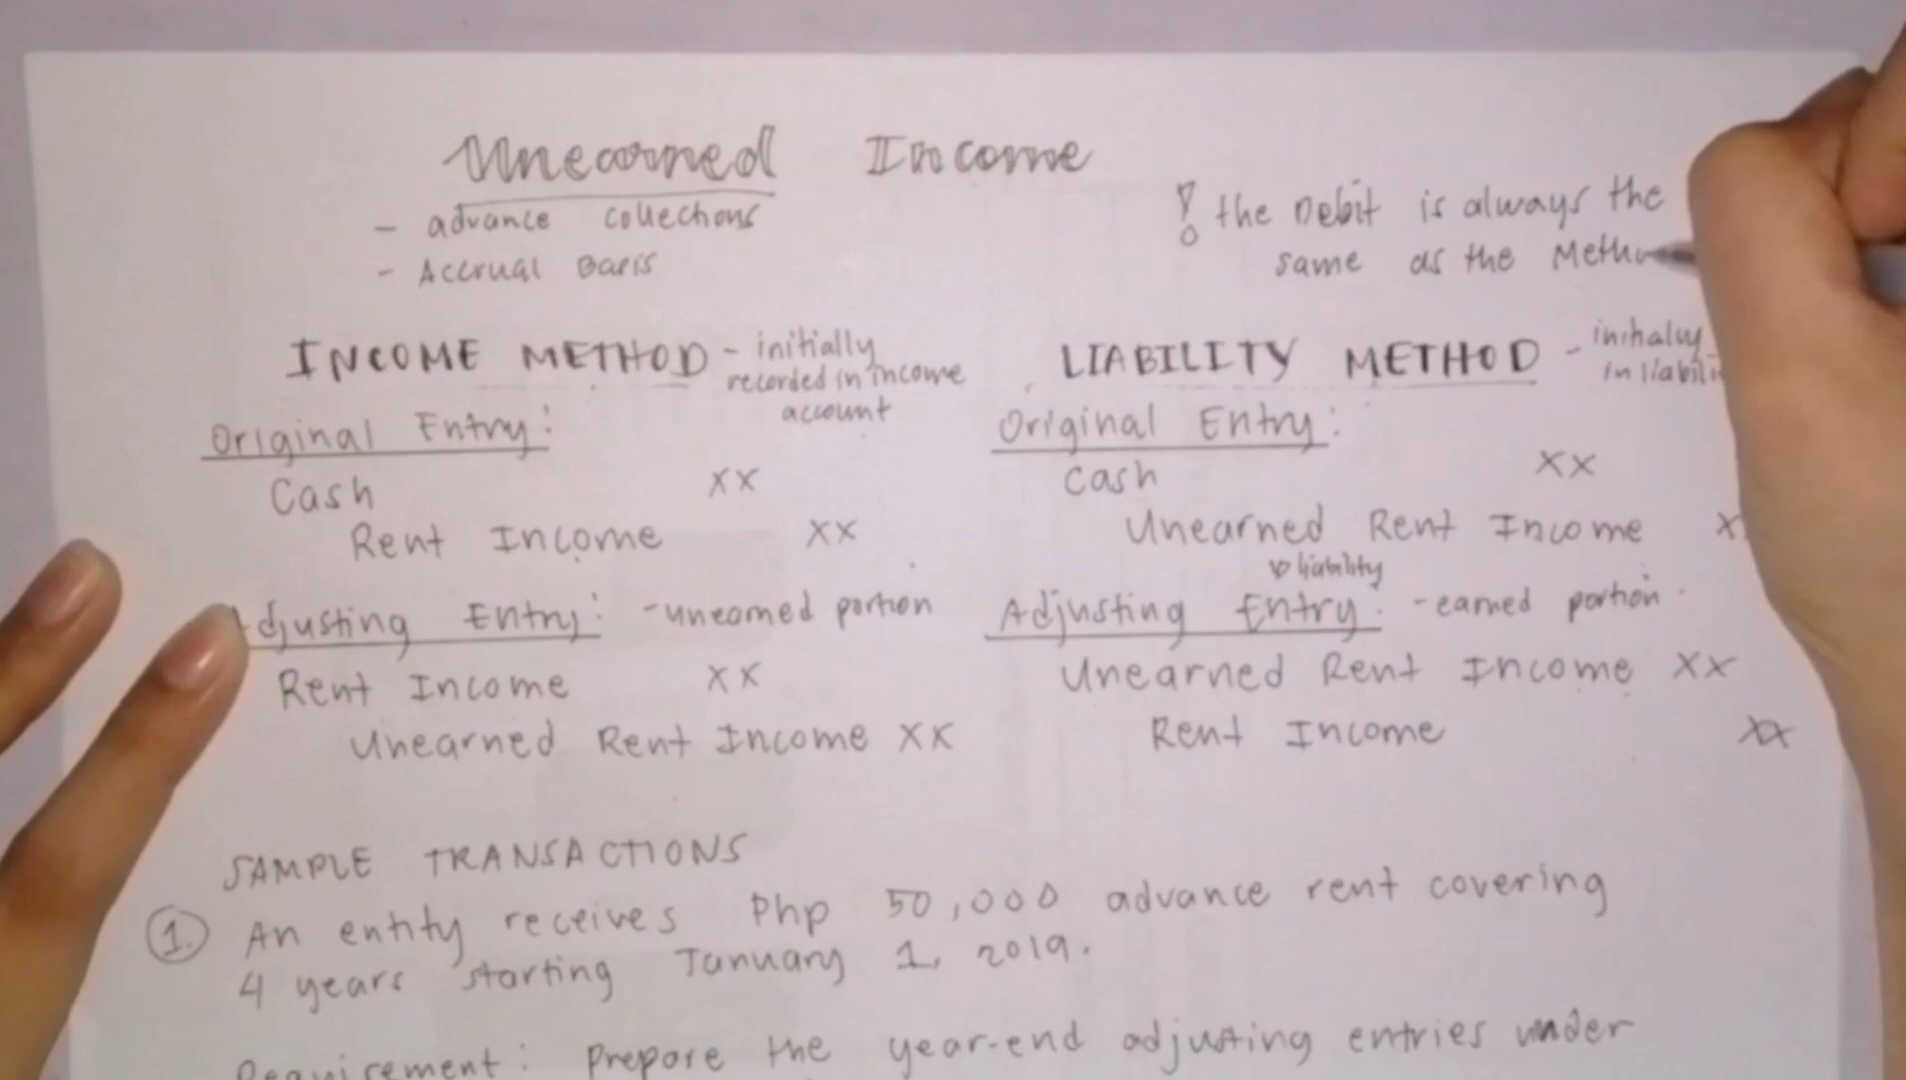 Unearned Income
- advance collections
- Accrual Basis
! the Debit is always the
same as the Metho
INCOME METHOD - initially
recorded in income
account
Original Entry:
Cash xx
Rent Income xx
Adjusting Entry: - unearned portion
Rent Income xx
Unearned Rent Income xx
LIABILITY METHOD - initially
in liabili
Original Entry:
Cash xx
Unearned Rent Income x
liability
Adjusting Entry: - earned portion
Unearned Rent Income xx
Rent Income xx
SAMPLE TRANSACTIONS
1. An entity receives Php 50,000 advance rent covering
4 years starting January 1, 2019.
Requirement: Prepare the year-end adjusting entries under